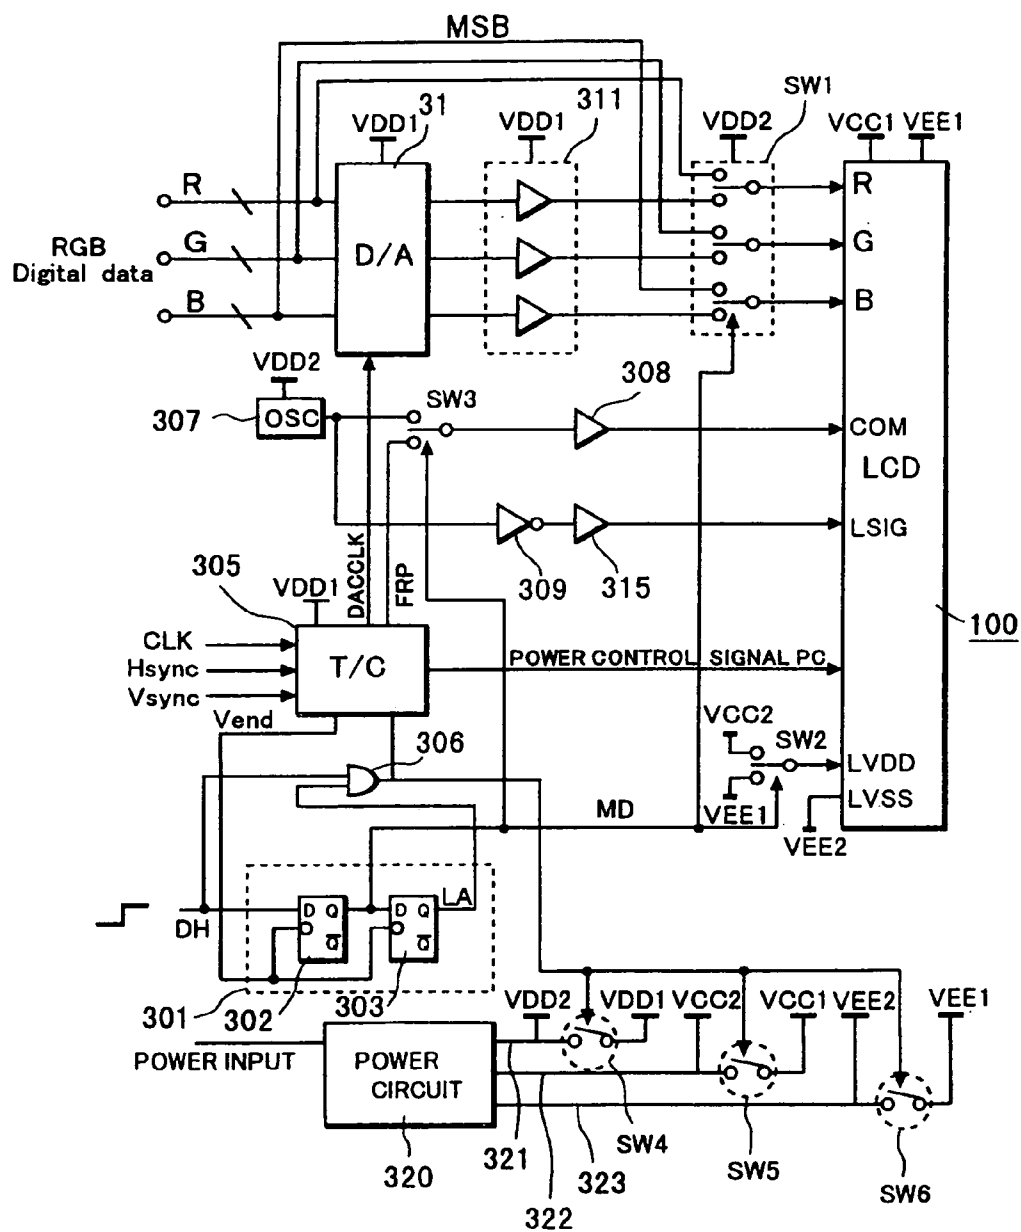 MSB
SW1
31
311
VDD1
VDD1
VDD2
VCC1
VEE1
R
R
G
D/A
G
RGB
Digital data
B
B
VDD2
307
OSC
SW3
308
COM
LCD
DACCLK
FRP
309
315
LSIG
305
VDD1
100
CLK
Hsync
Vsync
T/C
POWER CONTROL SIGNAL PC
Vend
306
VCC2
SW2
LVDD
VEE1
LVSS
MD
VEE2
LA
DH
D Q
Q
D Q
Q
301
302
303
VDD2
VDD1
VCC2
VCC1
VEE2
VEE1
POWER INPUT
POWER
CIRCUIT
320
321
322
323
SW4
SW5
SW6